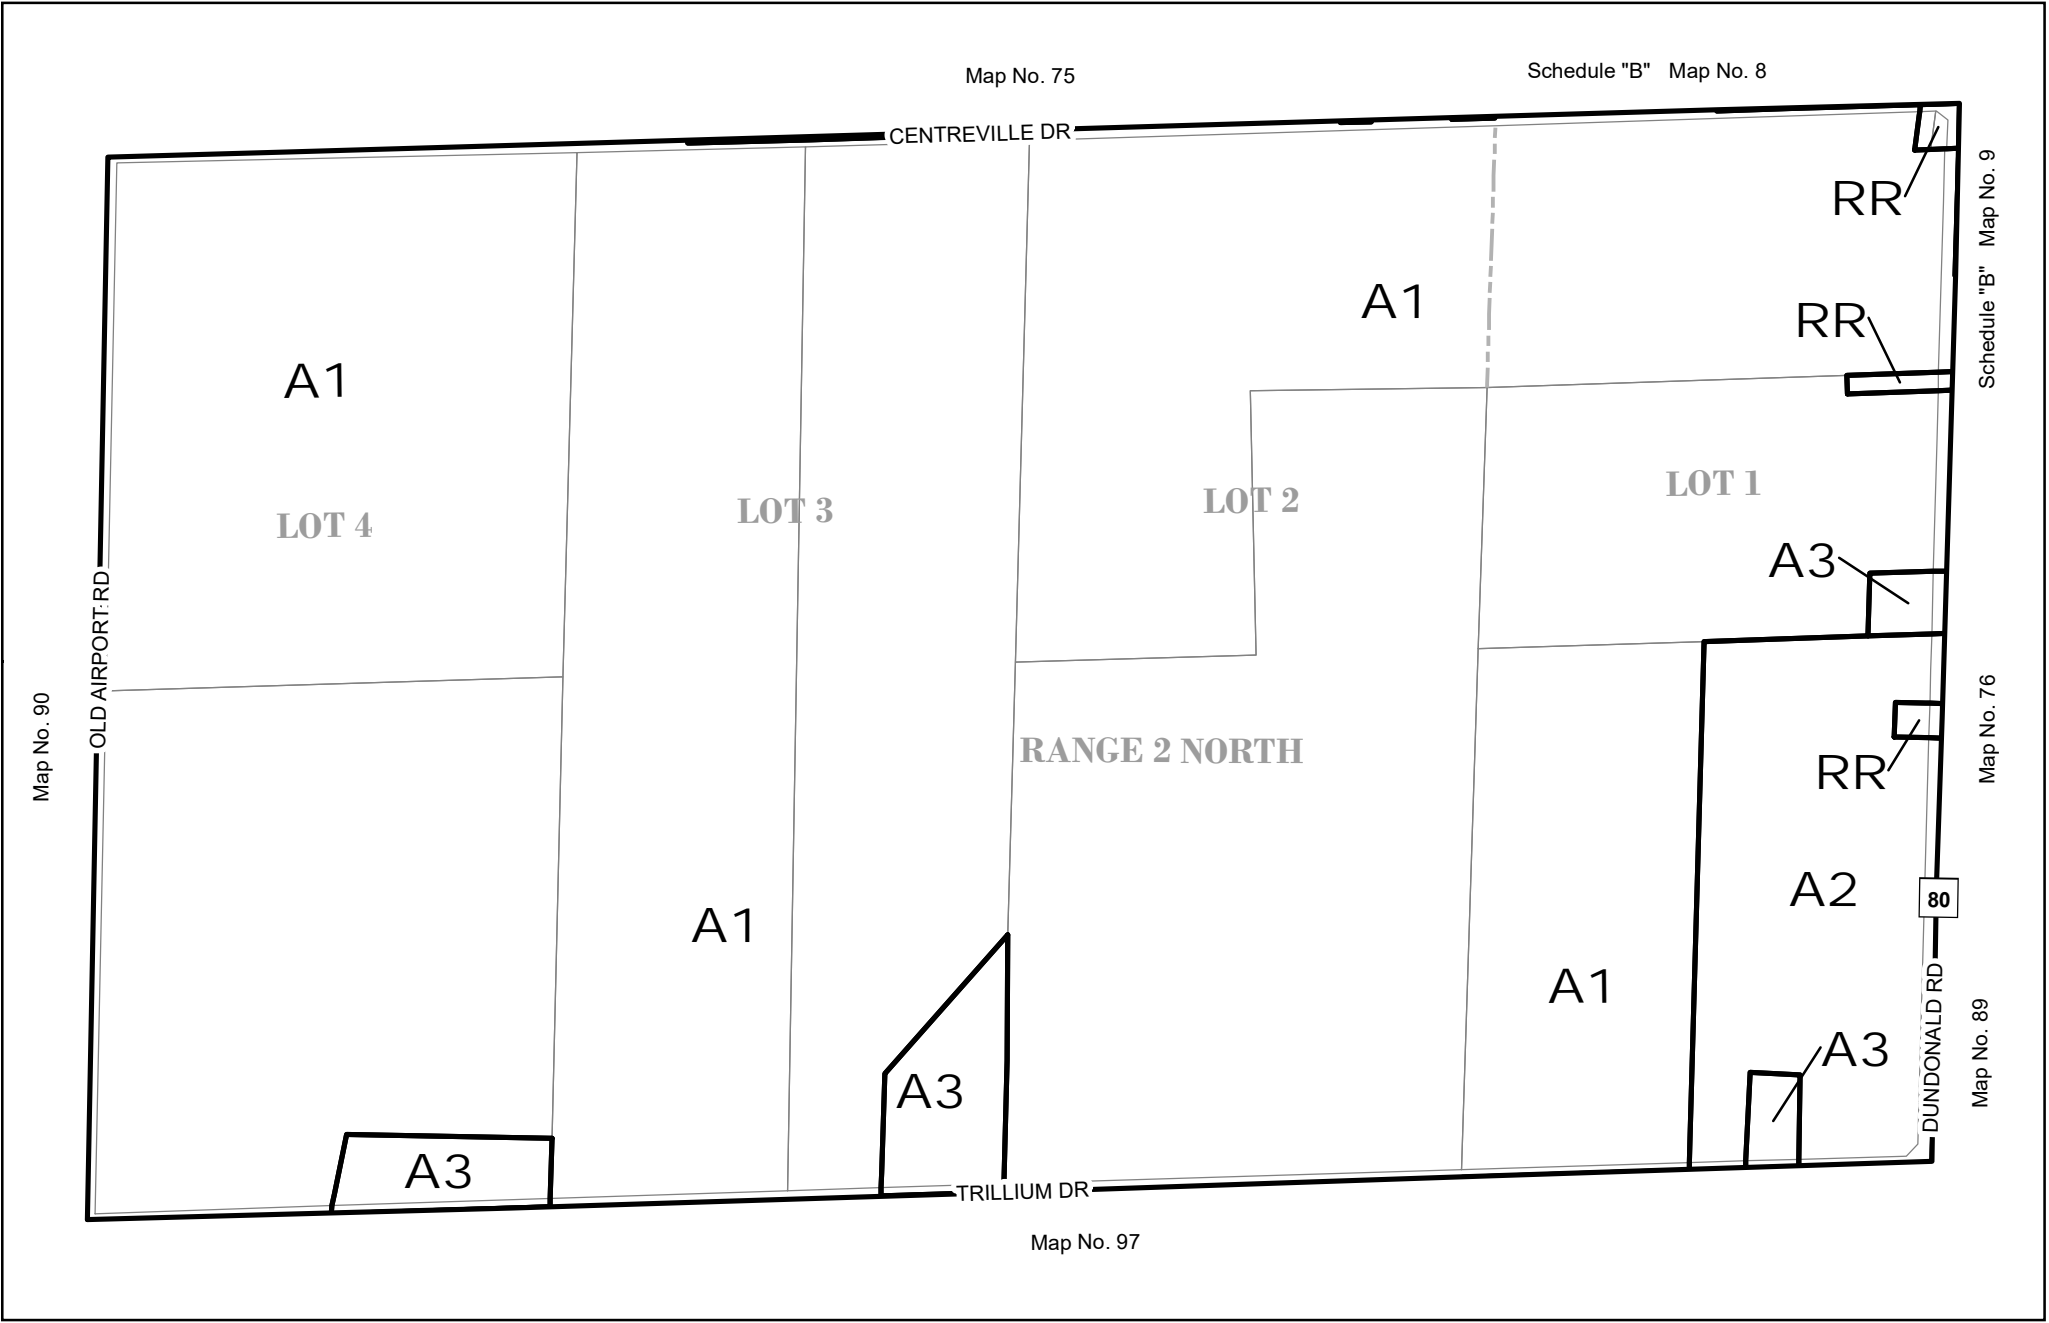 Map No. 75
Schedule "B" Map No. 8
CENTREVILLE DR
RR
Schedule "B" Map No. 9
A1
RR
A1
LOT 4
LOT 3
LOT 2
LOT 1
A3
OLD AIRPORT RD
Map No. 90
RANGE 2 NORTH
Map No. 76
RR
A2
80
A1
A1
DUNDONALD RD
Map No. 89
A3
A3
A3
TRILLIUM DR
Map No. 97